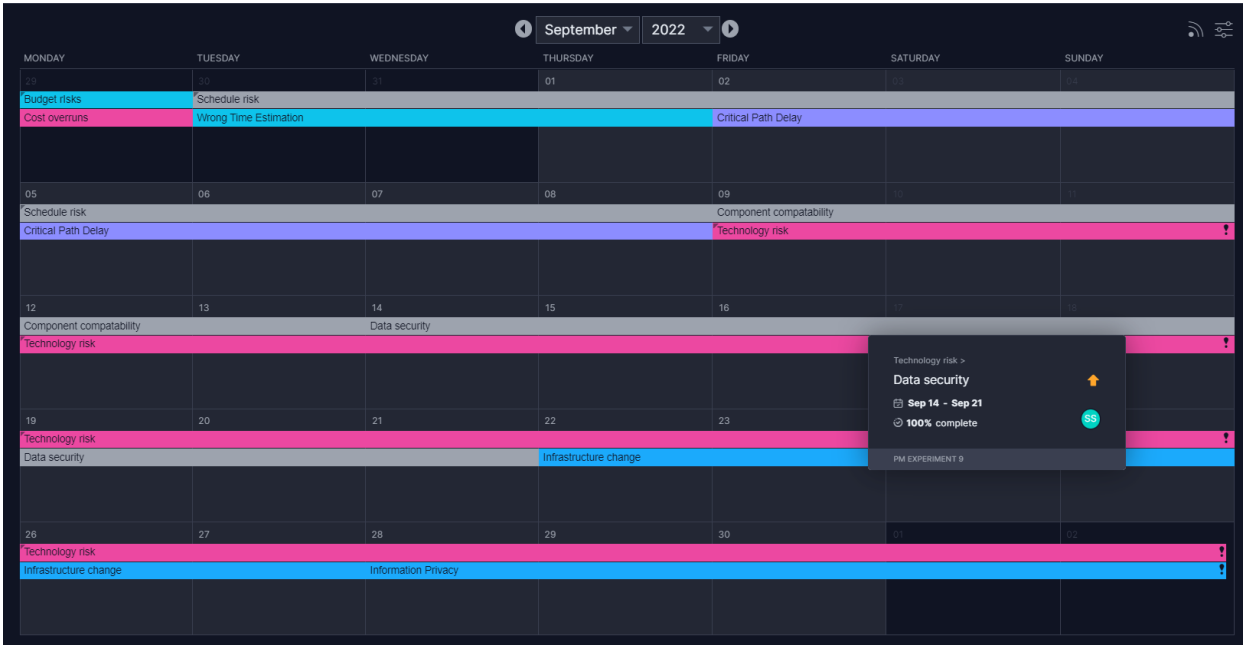 September 2022
MONDAY TUESDAY WEDNESDAY THURSDAY FRIDAY SATURDAY SUNDAY
29 30 31 01 02 03 04
Budget risks Schedule risk
Cost overruns Wrong Time Estimation Critical Path Delay
05 06 07 08 09 10 11
Schedule risk Component compatability
Critical Path Delay Technology risk !
12 13 14 15 16 17 18
Component compatability Data security
Technology risk !
Technology risk >
Data security
Sep 14 - Sep 21
100% complete SS
PM EXPERIMENT 9
19 20 21 22 23
Technology risk !
Data security Infrastructure change
26 27 28 29 30 01 02
Technology risk !
Infrastructure change Information Privacy !